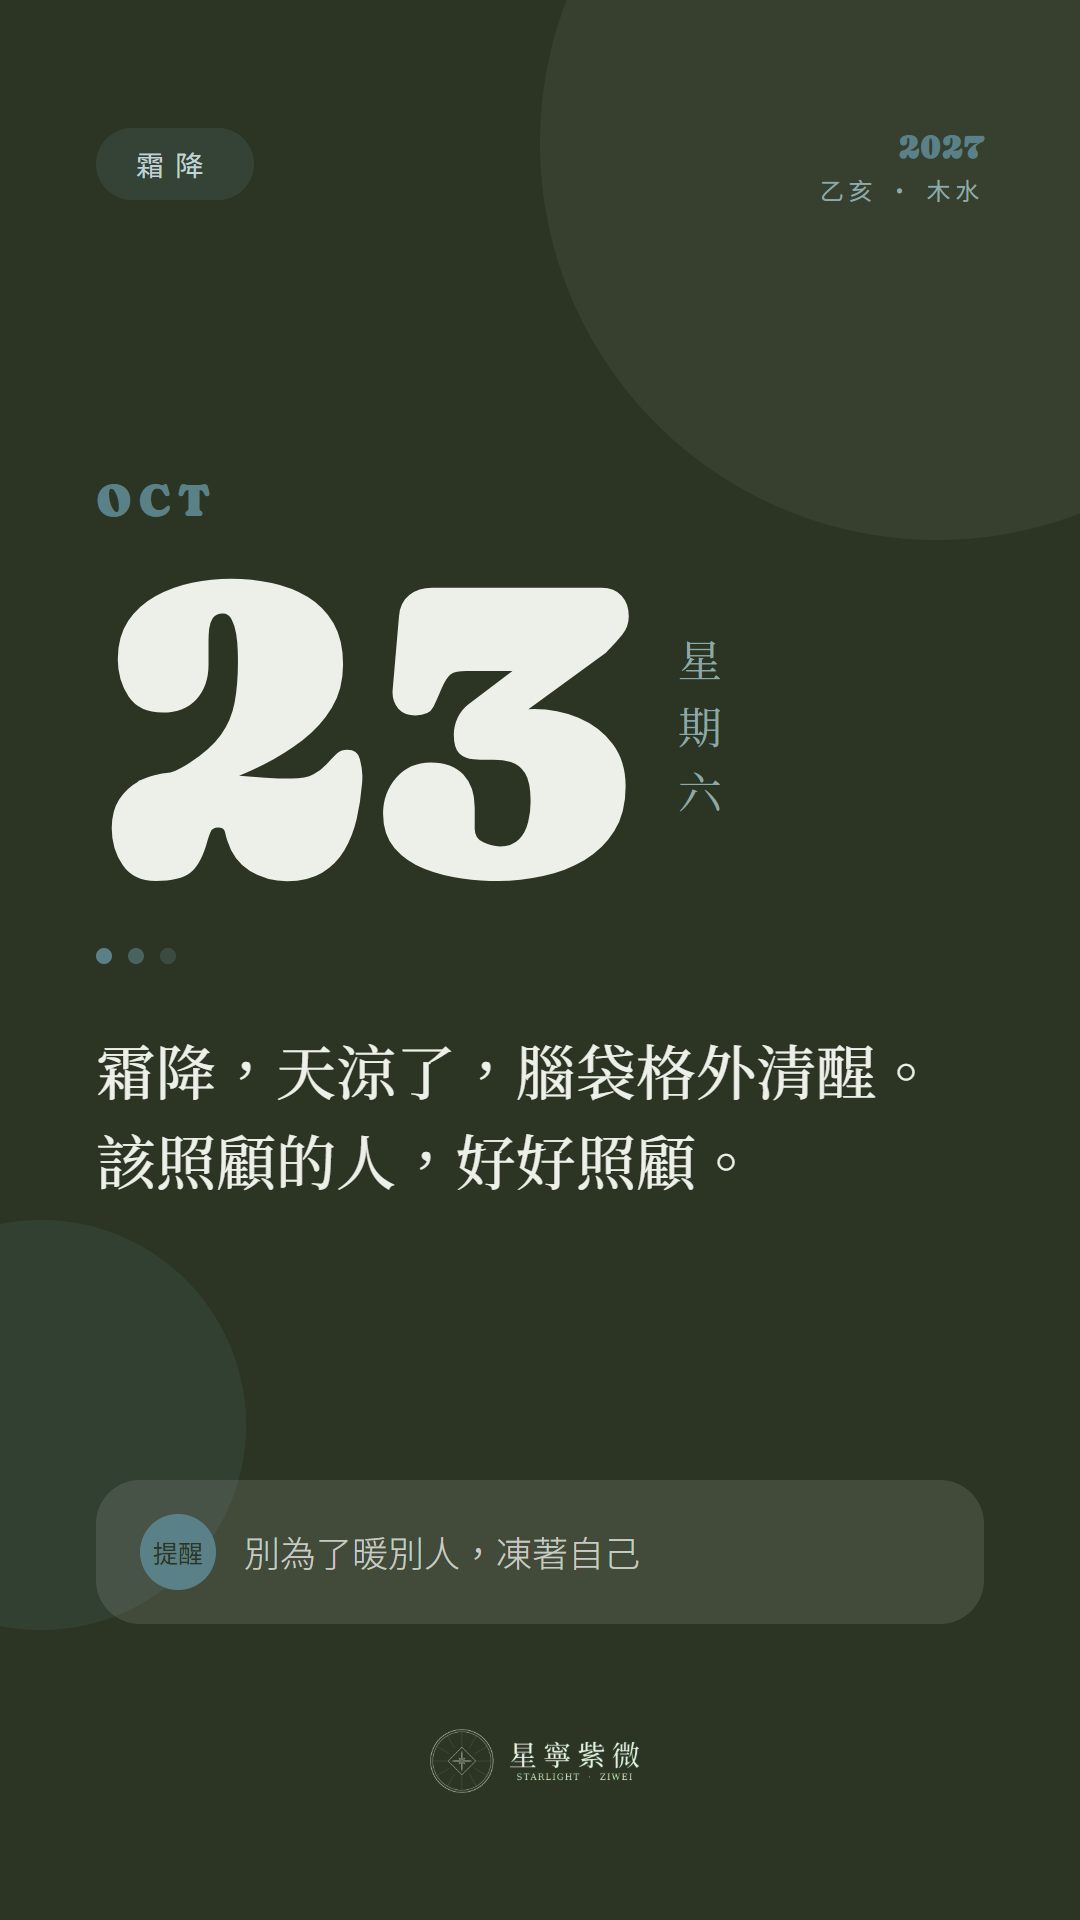 霜降
2027
乙亥 • 木水
OCT
23
星期六
霜降，天涼了，腦袋格外清醒。
該照顧的人，好好照顧。
提醒
別為了暖別人，凍著自己
星寧紫微
STARLIGHT · ZIWEI